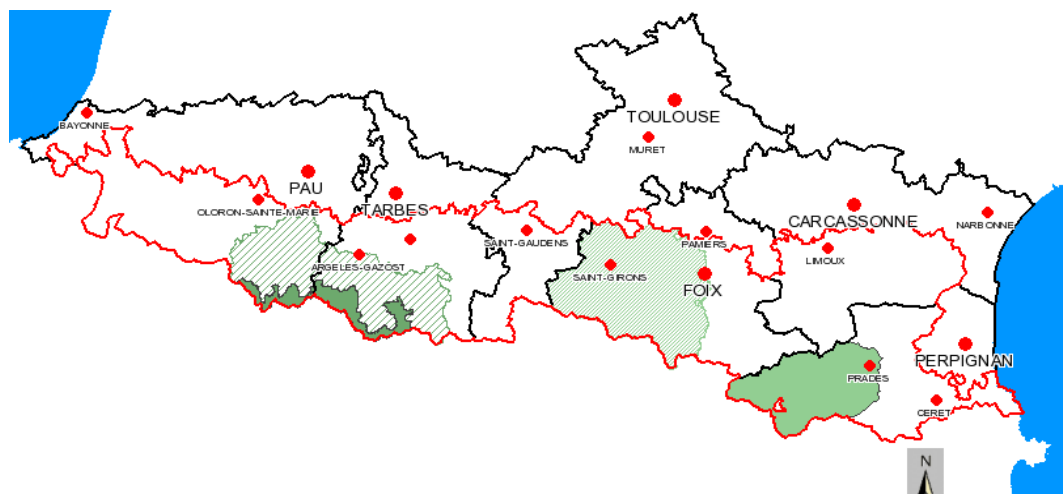 TOULOUSE
BAYONNE
MURET
PAU
TARBES
OLORON-SAINTE-MARIE
CARCASSONNE
NARBONNE
SAINT-GAUDENS
PAMIERS
LIMOUX
ARGELES-GAZOST
SAINT-GIRONS
FOIX
PERPIGNAN
PRADES
CERET
N